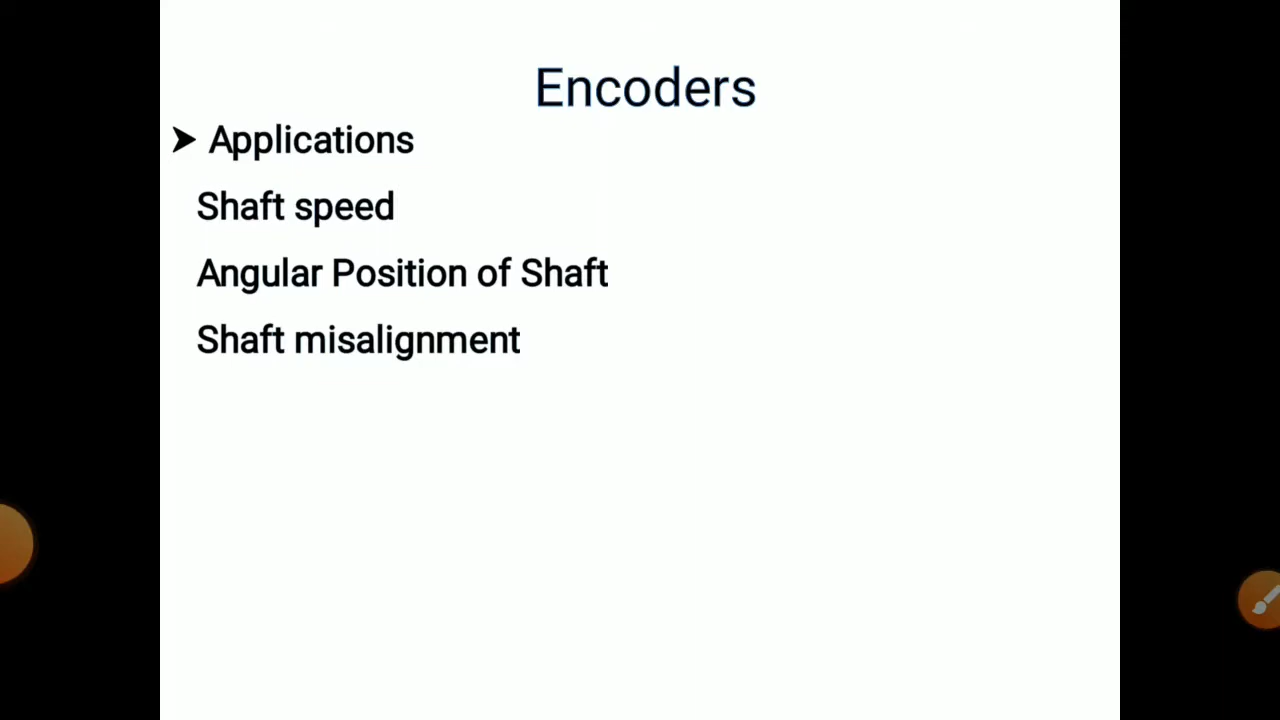 Encoders
➤ Applications
Shaft speed
Angular Position of Shaft
Shaft misalignment